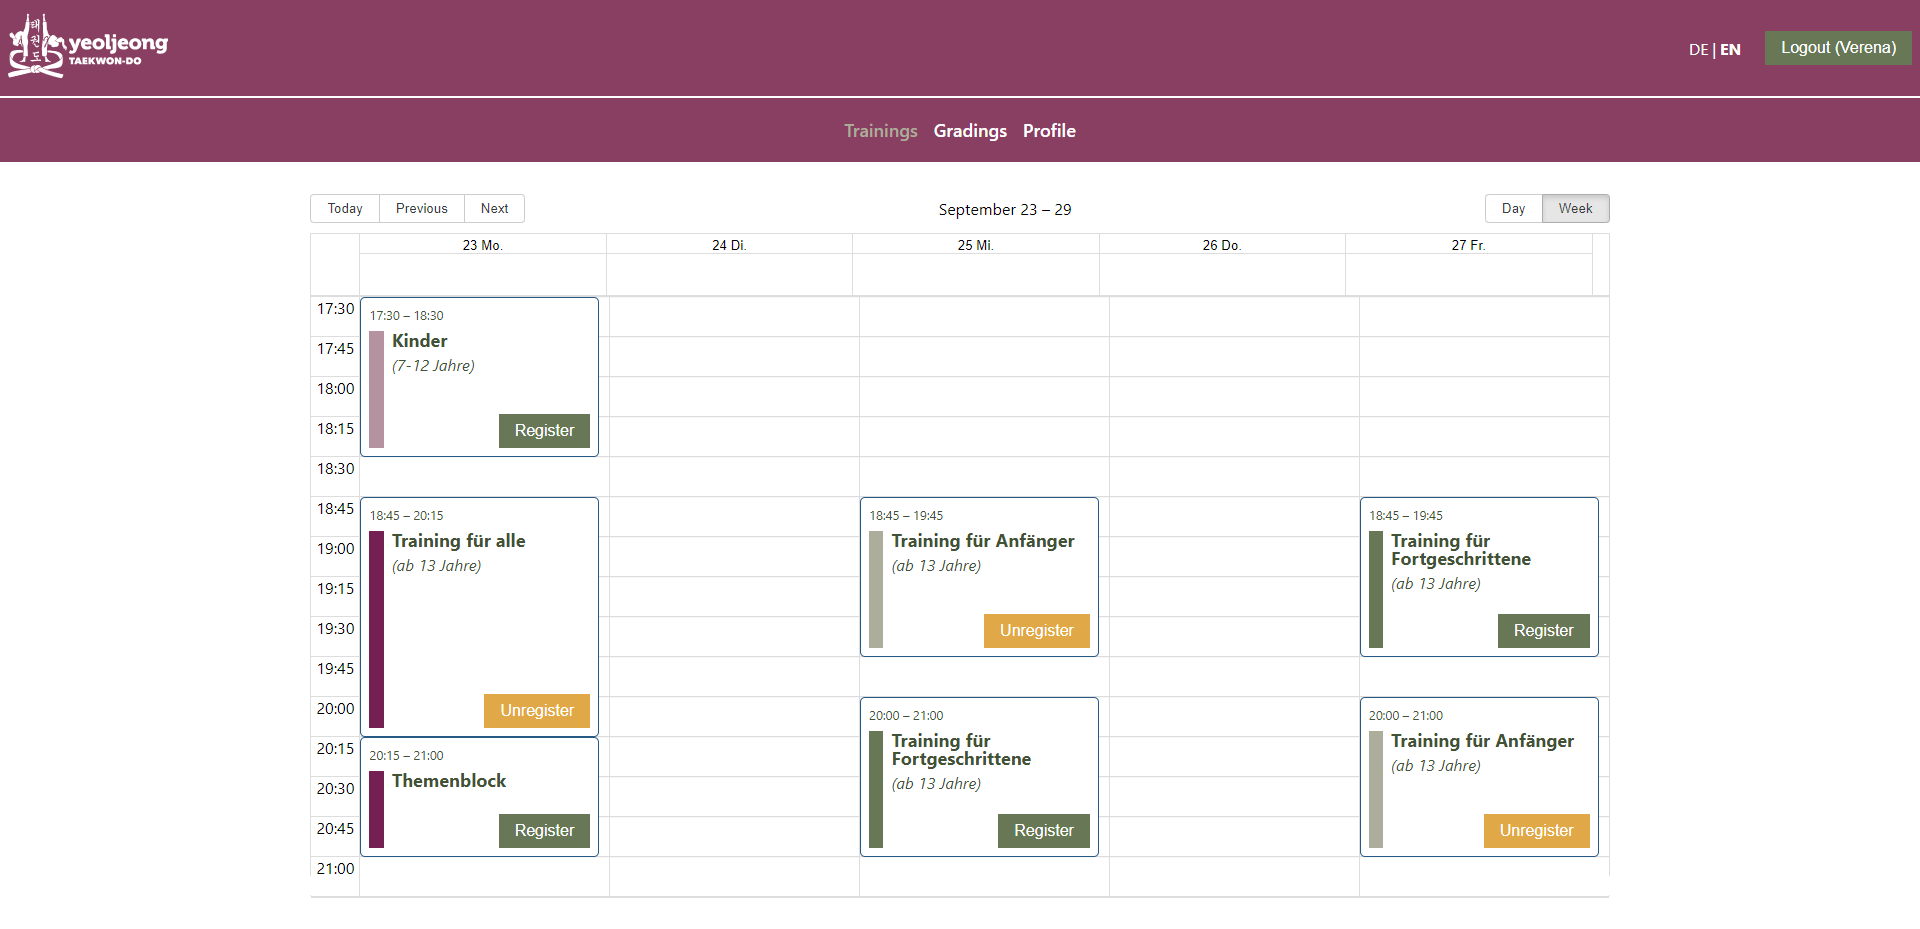 태
권
도
yeoljeong
TAEKWON-DO
DE | EN
Logout (Verena)
Trainings Gradings Profile
Today Previous Next
September 23 – 29
Day Week
23 Mo. 24 Di. 25 Mi. 26 Do. 27 Fr.
17:30
17:45
18:00
18:15
18:30
18:45
19:00
19:15
19:30
19:45
20:00
20:15
20:30
20:45
21:00
17:30 – 18:30
Kinder
(7-12 Jahre)
Register
18:45 – 20:15
Training für alle
(ab 13 Jahre)
Unregister
20:15 – 21:00
Themenblock
Register
18:45 – 19:45
Training für Anfänger
(ab 13 Jahre)
Unregister
20:00 – 21:00
Training für
Fortgeschrittene
(ab 13 Jahre)
Register
18:45 – 19:45
Training für
Fortgeschrittene
(ab 13 Jahre)
Register
20:00 – 21:00
Training für Anfänger
(ab 13 Jahre)
Unregister